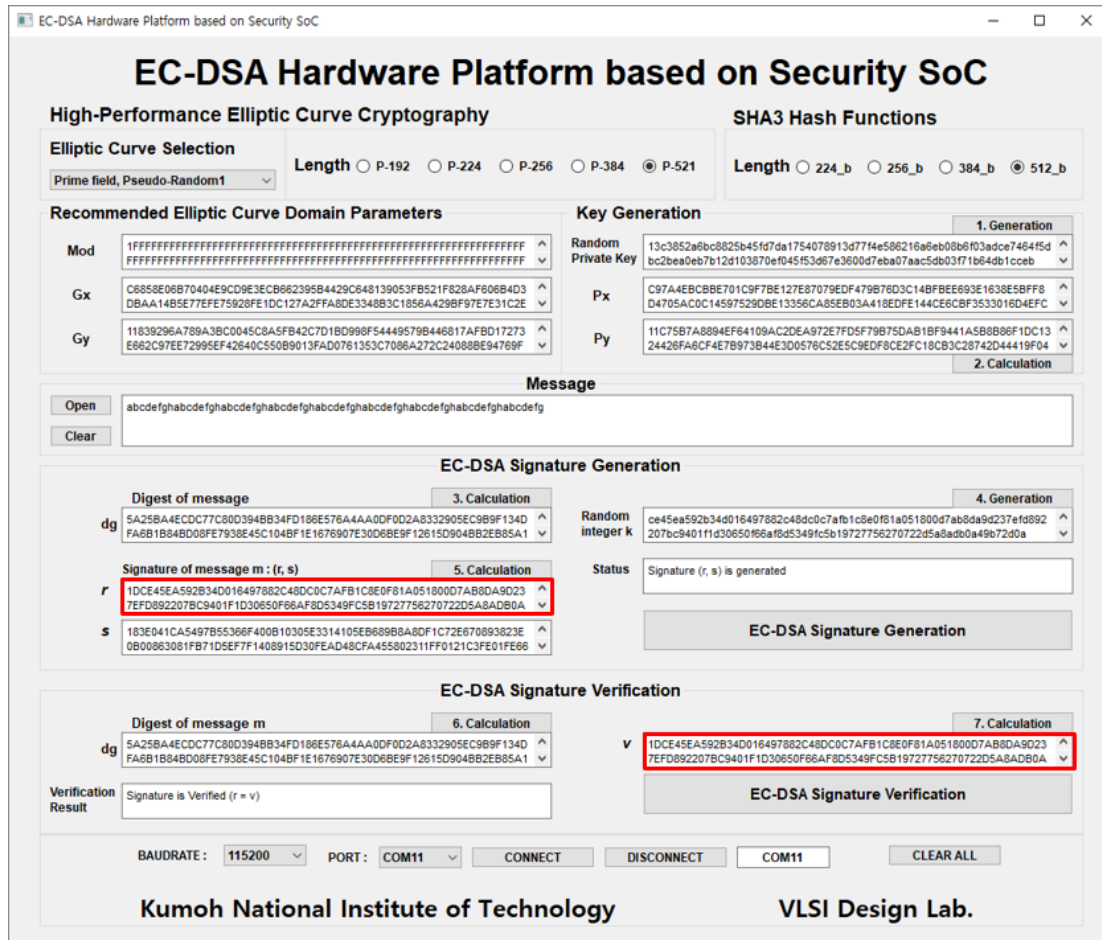 EC-DSA Hardware Platform based on Security SoC
EC-DSA Hardware Platform based on Security SoC
High-Performance Elliptic Curve Cryptography
SHA3 Hash Functions
Elliptic Curve Selection
Prime field, Pseudo-Random1
Length P-192 P-224 P-256 P-384 P-521
Length 224_b 256_b 384_b 512_b
Recommended Elliptic Curve Domain Parameters
Key Generation
1. Generation
Mod
Random
Private Key
13c3852a6bc8825b45fd7da1754078913d77f4e586216a6eb08b6f03adce7464f5d
bc2bea0eb7b12d103870ef045f53d67e3600d7eba07aac5db03f71b64db1cceb
Gx
C6858E06B70404E9CD9E3ECB662395B4429C648139053FB521F828AF606B4D3
DBAA14B5E77EFE75928FE1DC127A2FFA8DE3348B3C1856A429BF97E7E31C2E
Px
C97A4EBCBBE701C9F7BE127E87079EDF479B76D3C14BFBEE693E1638E5BFF8
D4705AC0C14597529DBE13356CA85EB03A418EDFE144CE6CBF3533016D4EFC
Gy
11839296A789A3BC0045C8A5FB42C7D1BD998F54449579B446817AFBD17273
E662C97EE72995EF42640C550B9013FAD0761353C7086A272C24088BE94769F
Py
11C75B7A8894EF64109AC2DEA972E7FD5F79B75DAB1BF9441A5B8B86F1DC13
24426FA6CF4E7B973B44E3D0576C52E5C9EDF8CE2FC18CB3C28742D44419F04
2. Calculation
Message
Open
Clear
abcdefghabcdefghabcdefghabcdefghabcdefghabcdefghabcdefghabcdefghabcdefg
EC-DSA Signature Generation
Digest of message
3. Calculation
4. Generation
dg
5A25BA4ECDC77C80D394BB34FD186E576A4AA0DF0D2A8332905EC9B9F134D
FA6B1B84BD08FE7938E45C104BF1E1676907E30D6BE9F12615D904BB2EB85A1
Random
integer k
ce45ea592b34d016497882c48dc0c7afb1c8e0f81a051800d7ab8da9d237efd892
207bc9401f1d30650f66af8d5349fc5b19727756270722d5a8adb0a49b72d0a
Signature of message m : (r, s)
5. Calculation
Status
Signature (r, s) is generated
r
1DCE45EA592B34D016497882C48DC0C7AFB1C8E0F81A051800D7AB8DA9D23
7EFD892207BC9401F1D30650F66AF8D5349FC5B19727756270722D5A8ADB0A
s
183E041CA5497B55366F400B10305E3314105EB689B8A8DF1C72E670893823E
0B00863081FB71D5EF7F1408915D30FEAD48CFA455802311FF0121C3FE01FE66
EC-DSA Signature Generation
EC-DSA Signature Verification
Digest of message m
6. Calculation
7. Calculation
dg
5A25BA4ECDC77C80D394BB34FD186E576A4AA0DF0D2A8332905EC9B9F134D
FA6B1B84BD08FE7938E45C104BF1E1676907E30D6BE9F12615D904BB2EB85A1
v
1DCE45EA592B34D016497882C48DC0C7AFB1C8E0F81A051800D7AB8DA9D23
7EFD892207BC9401F1D30650F66AF8D5349FC5B19727756270722D5A8ADB0A
Verification
Result
Signature is Verified (r = v)
EC-DSA Signature Verification
BAUDRATE : 115200 PORT : COM11 CONNECT DISCONNECT COM11 CLEAR ALL
Kumoh National Institute of Technology
VLSI Design Lab.